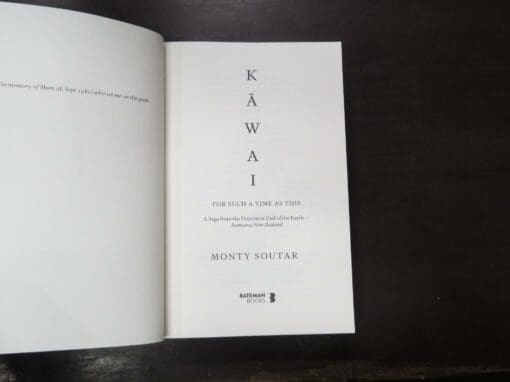 In memory of Mum (d. Sept 1982) who set me on this path.
K
Ā
W
A
I
FOR SUCH A TIME AS THIS
A Saga from the Uttermost End of the Earth –
Aotearoa New Zealand
MONTY SOUTAR
BATEMAN
BOOKS